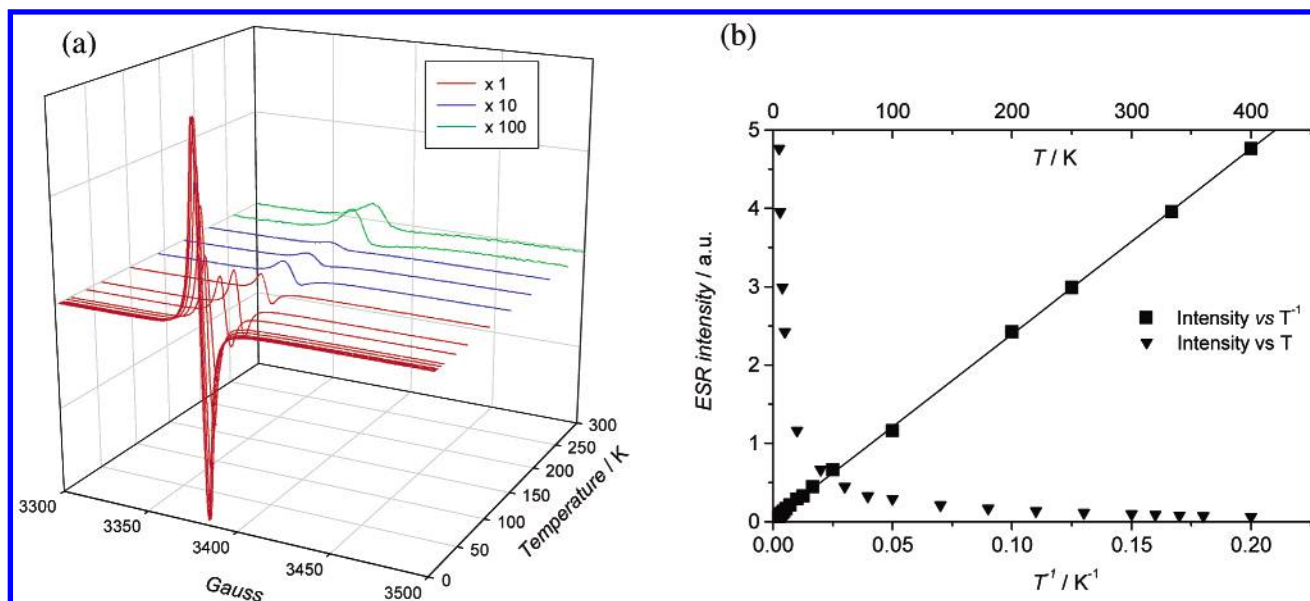 (a)
x 1
x 10
x 100
3300
3350
3400
3450
3500
Gauss
0
50
100
150
200
250
300
Temperature / K
(b)
0 100 200 300 400
T / K
5
4
3
2
1
0
ESR intensity / a.u.
Intensity vs T-1
Intensity vs T
0.00 0.05 0.10 0.15 0.20
T-1 / K-1